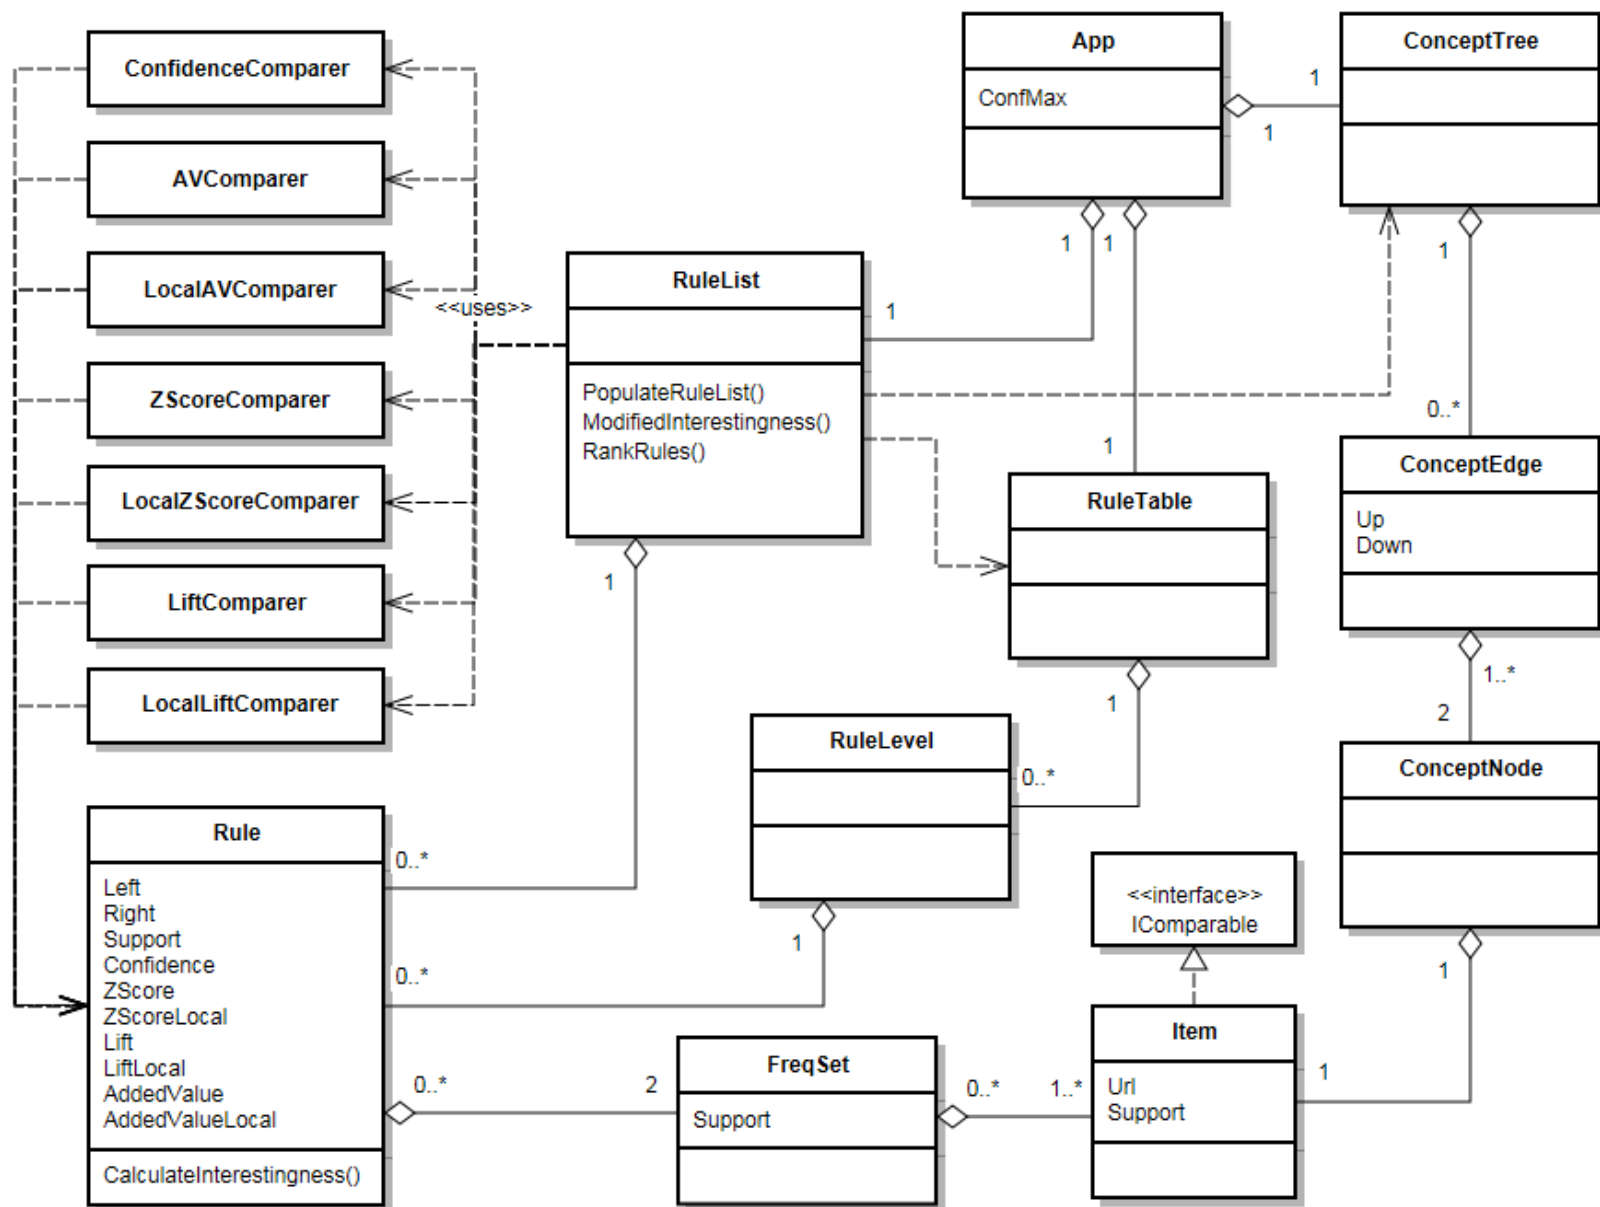 ConfidenceComparer
AVComparer
LocalAVComparer
ZScoreComparer
LocalZScoreComparer
LiftComparer
LocalLiftComparer
<<uses>>
RuleList
PopulateRuleList()
ModifiedInterestingness()
RankRules()
App
ConfMax
ConceptTree
1
1
1
1
1
1
1
0..*
ConceptEdge
Up
Down
1..*
2
ConceptNode
RuleTable
1
0..*
RuleLevel
1
0..*
1
0..*
Rule
Left
Right
Support
Confidence
ZScore
ZScoreLocal
Lift
LiftLocal
AddedValue
AddedValueLocal
CalculateInterestingness()
0..*
2
FreqSet
Support
0..*
1..*
<<interface>>
IComparable
Item
Url
Support
1
1